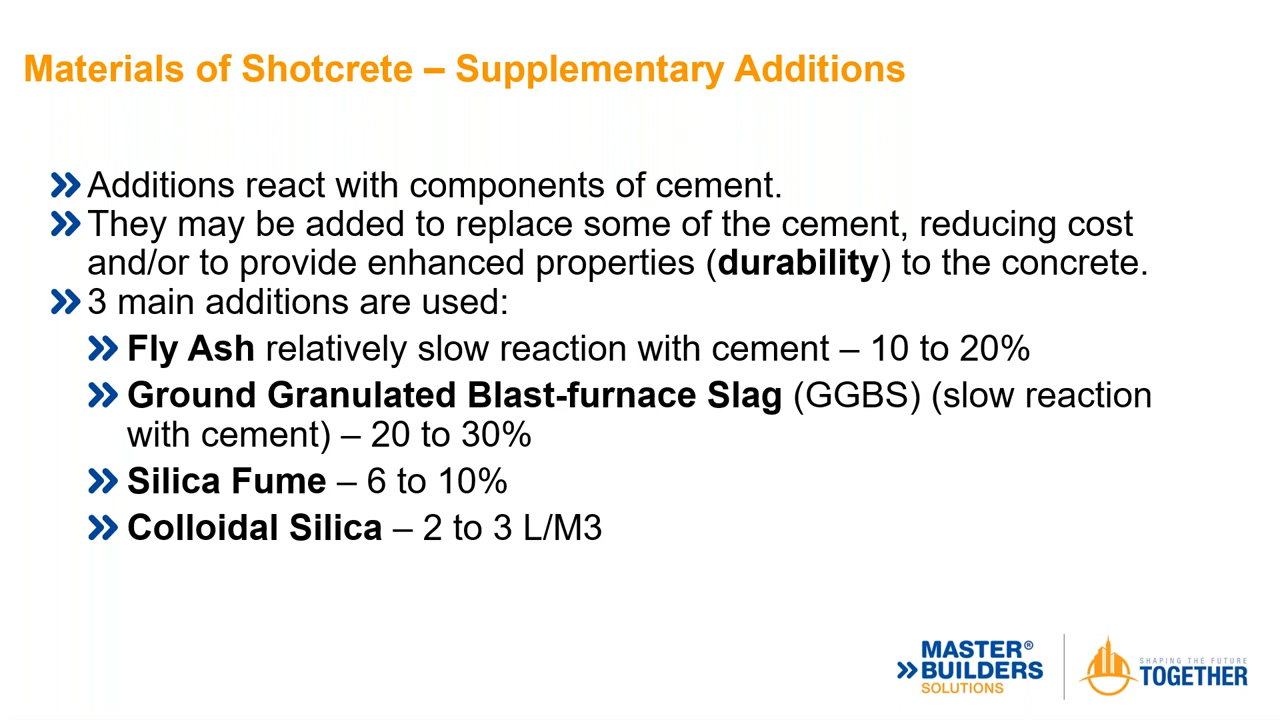 Materials of Shotcrete – Supplementary Additions
Additions react with components of cement.
They may be added to replace some of the cement, reducing cost
and/or to provide enhanced properties (durability) to the concrete.
3 main additions are used:
Fly Ash relatively slow reaction with cement – 10 to 20%
Ground Granulated Blast-furnace Slag (GGBS) (slow reaction
with cement) – 20 to 30%
Silica Fume – 6 to 10%
Colloidal Silica – 2 to 3 L/M3
MASTER®
BUILDERS
SOLUTIONS
SHAPING THE FUTURE
TOGETHER